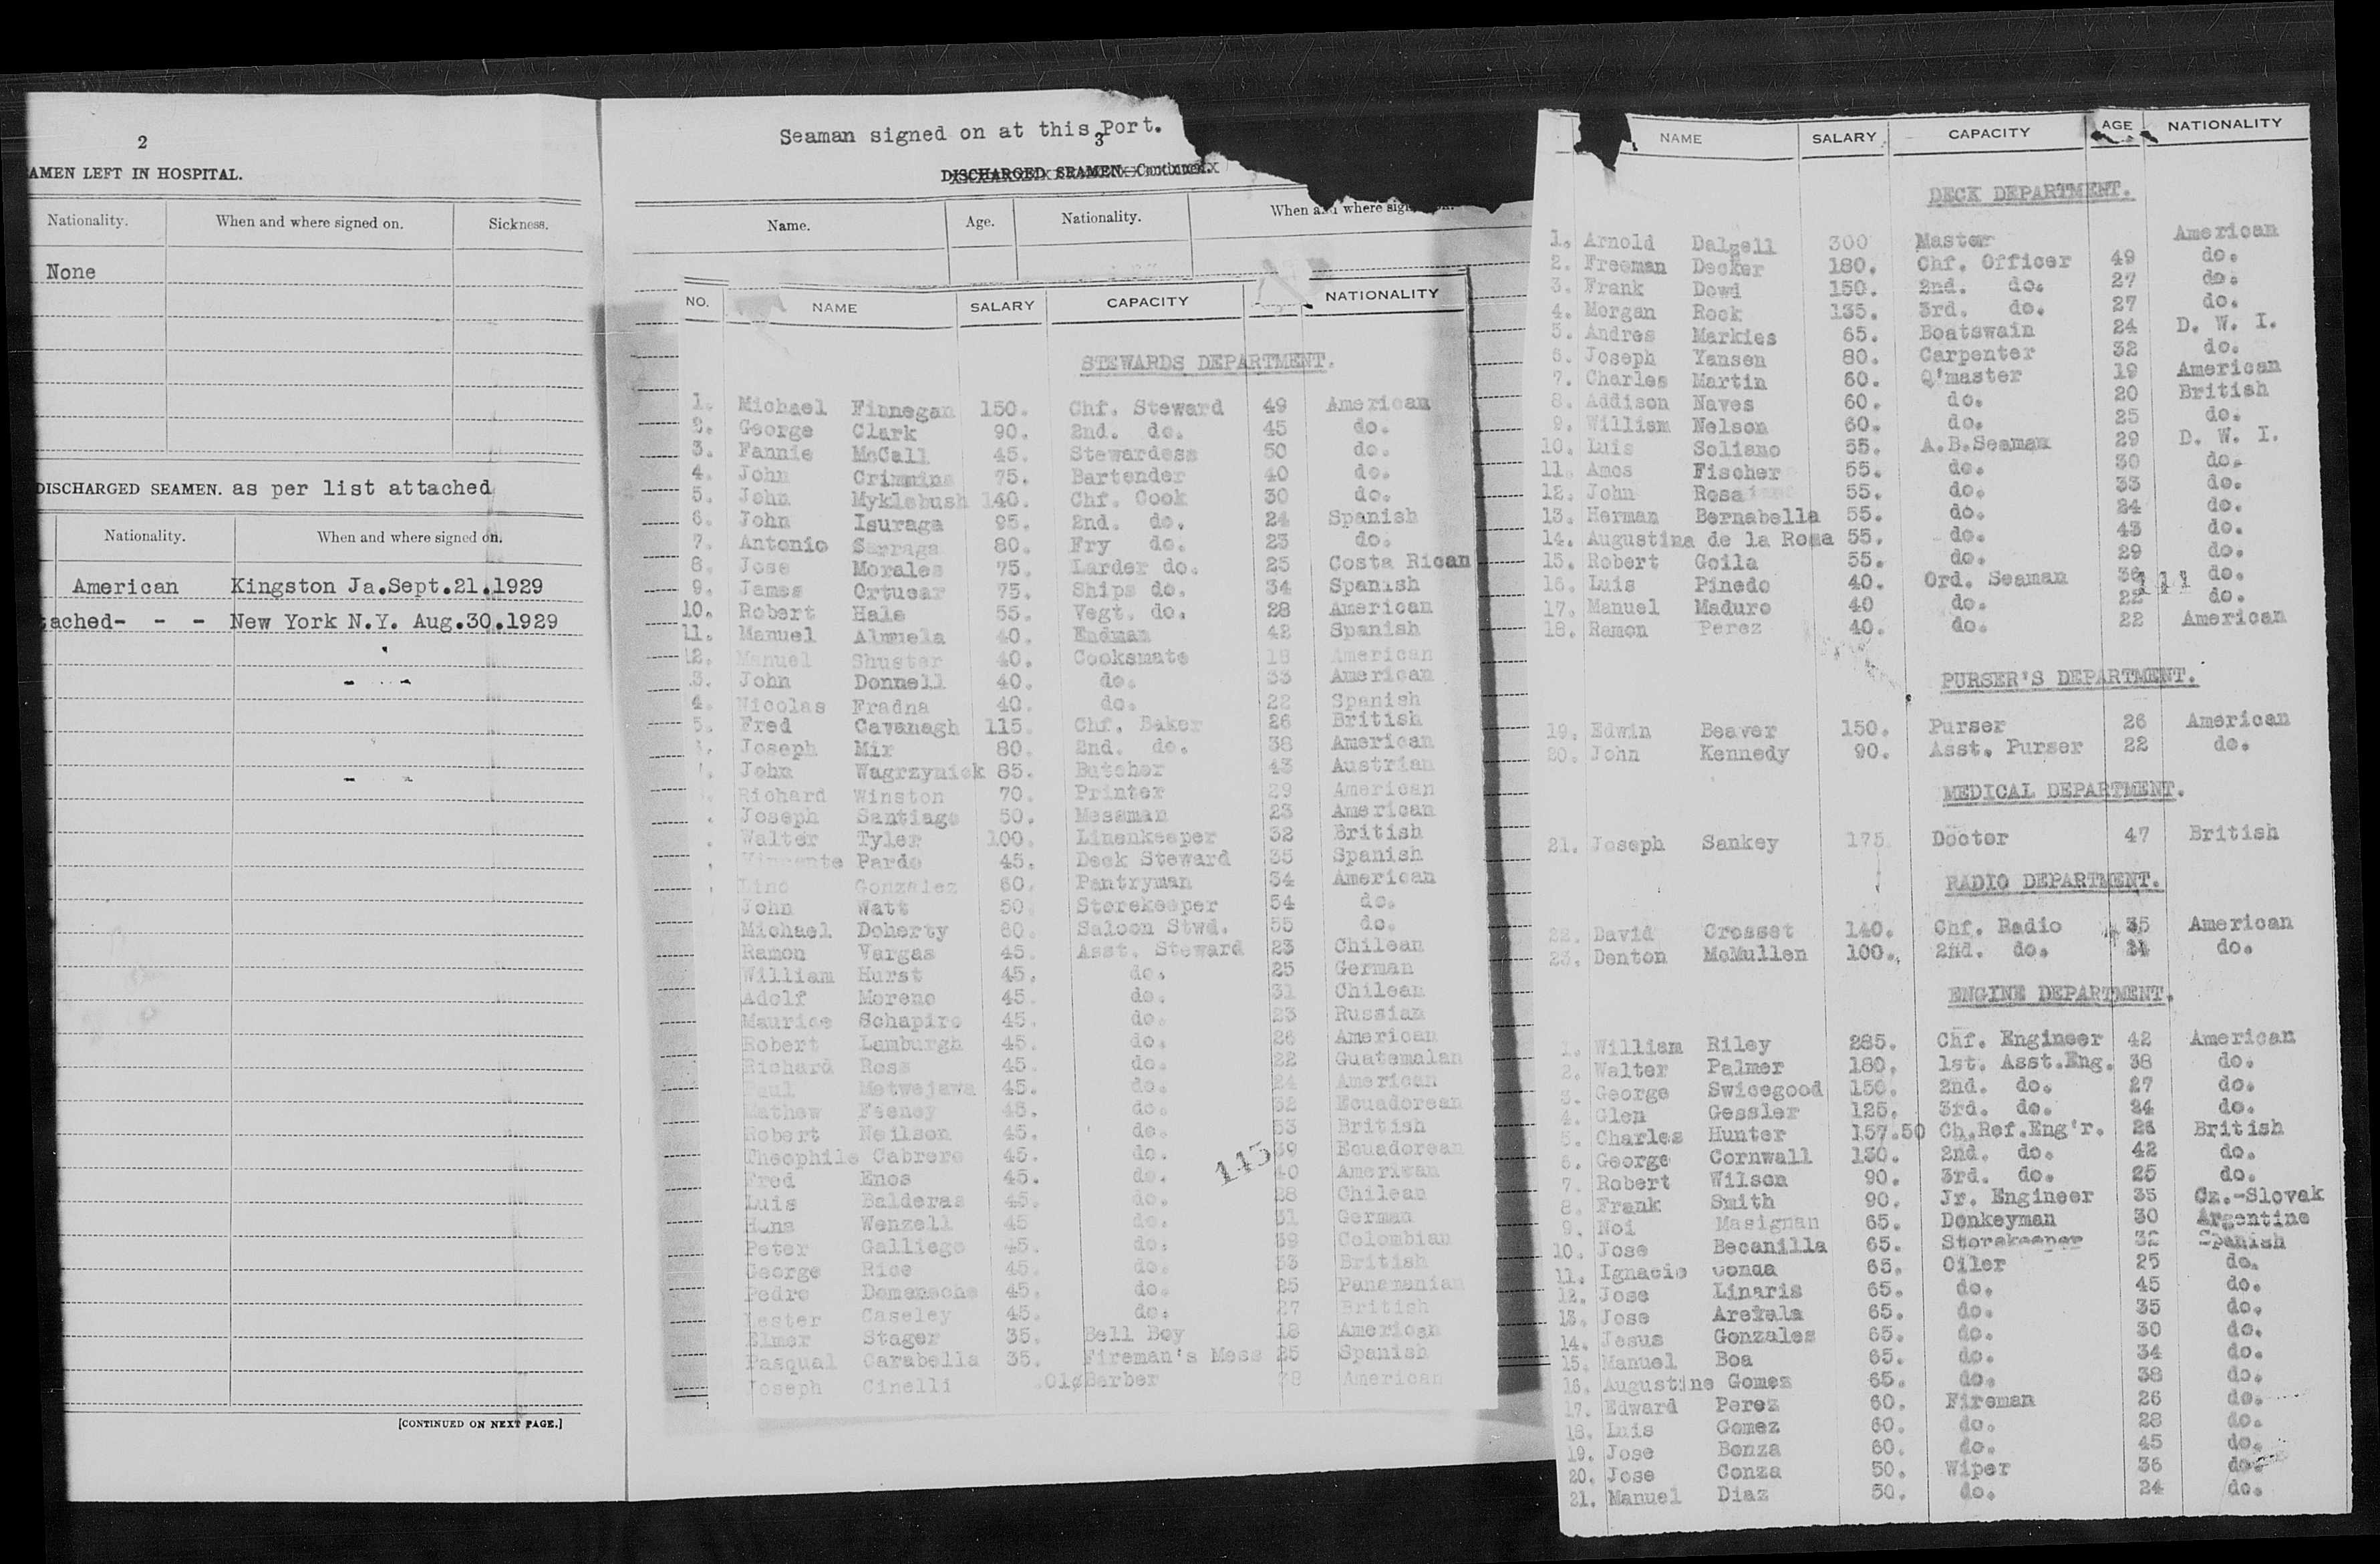 2
AMEN LEFT IN HOSPITAL.
Nationality. When and where signed on. Sickness.
None
DISCHARGED SEAMEN. as per list attached
Nationality. When and where signed on.
American Kingston Ja.Sept.21.1929
ached- - - New York N.Y. Aug.30.1929
[CONTINUED ON NEXT PAGE.]
Seaman signed on at this Port.
3
DISCHARGED SEAMEN—Continued.
Name. Age. Nationality. When and where sig
NO. NAME SALARY CAPACITY NATIONALITY
STEWARDS DEPARTMENT.
1. Michael Finnegan 150. Chf. Steward 49 American
2. George Clark 90. 2nd. do. 45 do.
3. Fannie McCall 45. Stewardess 50 do.
4. John Crimmins 75. Bartender 40 do.
5. John Myklebush 140. Chf. Cook 30 do.
6. John Isuraga 95. 2nd. do. 24 Spanish
7. Antonio Sarraga 80. Fry do. 23 do.
8. Jose Morales 75. Larder do. 25 Costa Rican
9. James Ortusar 75. Ships do. 34 Spanish
10. Robert Hale 55. Vegt. do. 28 American
11. Manuel Almuela 40. Endman 42 Spanish
12. Manuel Shuster 40. Cooksmate 18 American
3. John Donnell 40. do. 33 American
4. Nicolas Fradna 40. do. 22 Spanish
5. Fred Cavanagh 115. Chf. Baker 26 British
Joseph Mir 80. 2nd. do. 38 American
John Wagrzyniek 85. Butcher 43 Austrian
Richard Winston 70. Printer 29 American
Joseph Santiago 50. Messman 23 American
Walter Tyler 100. Linenkeeper 32 British
Vincente Pardo 45. Deck Steward 35 Spanish
Lino Gonzalez 60. Pantryman 34 American
John Watt 50. Storekeeper 54 do.
Michael Doherty 60. Saloon Stwd. 55 do.
Ramon Vargas 45. Asst. Steward 23 Chilean
William Hurst 45. do. 25 German
Adolf Moreno 45. do. 31 Chilean
Maurice Schapiro 45. do. 23 Russian
Robert Lamburgh 45. do. 26 American
Richard Ross 45. do. 22 Guatemalan
Paul Metwejawa 45. do. 24 American
Mathew Feeney 45. do. 32 Ecuadorean
Robert Neilson 45. do. 53 British
Theophile Cabrero 45. do. 39 Ecuadorean
145
Fred Enos 45. do. 40 American
Luis Balderas 45. do. 28 Chilean
Hans Wenzell 45 do. 31 German
Peter Galliego 45. do. 39 Colombian
George Rice 45. do. 33 British
Pedro Domensche 45. do. 25 Panamanian
Lester Caseley 45. do. 27 British
Elmer Stager 35. Bell Boy 18 American
Pasqual Carabella 35. Fireman's Mess 25 Spanish
Joseph Cinelli .01¢ Barber 38 American
NAME SALARY CAPACITY AGE NATIONALITY
DECK DEPARTMENT.
1. Arnold Dalzell 300 Master American
2. Freeman Decker 180. Chf. Officer 49 do.
3. Frank Dowd 150. 2nd. do. 27 do.
4. Morgan Rook 135. 3rd. do. 27 do.
5. Andres Markies 65. Boatswain 24 D. W. I.
6. Joseph Yansen 80. Carpenter 32 do.
7. Charles Martin 60. Q'master 19 American
8. Addison Naves 60. do. 20 British
9. William Nelson 60. do. 25 do.
10. Luis Soliano 55. A.B.Seaman 29 D. W. I.
11. Amos Fischer 55. do. 30 do.
12. John Rosa 55. do. 33 do.
13. Herman Bernabella 55. do. 24 do.
14. Augustina de la Roma 55. do. 43 do.
15. Robert Goila 55. do. 29 do.
16. Luis Pinedo 40. Ord. Seaman 36 do.
111
17. Manuel Maduro 40 do. 22 do.
18. Ramon Perez 40. do. 22 American
PURSER'S DEPARTMENT.
19. Edwin Beaver 150. Purser 26 American
20. John Kennedy 90. Asst. Purser 22 do.
MEDICAL DEPARTMENT.
21. Joseph Sankey 175. Doctor 47 British
RADIO DEPARTMENT.
22. David Crosset 140. Chf. Radio 35 American
23. Denton McMullen 100. 2nd. do. do.
ENGINE DEPARTMENT.
1. William Riley 285. Chf. Engineer 42 American
2. Walter Palmer 180. 1st. Asst.Eng. 38 do.
3. George Swicegood 150. 2nd. do. 27 do.
4. Glen Gessler 125. 3rd. do. 24 do.
5. Charles Hunter 157.50 Ch.Ref.Eng'r. 26 British
6. George Cornwall 130. 2nd. do. 42 do.
7. Robert Wilson 90. 3rd. do. 25 do.
8. Frank Smith 90. Jr. Engineer 35 Cz.-Slovak
9. Noi Masignan 65. Donkeyman 30 Argentine
10. Jose Becanilla 65. Storekeeper 32 Spanish
11. Ignacio Conda 65. Oiler 25 do.
12. Jose Linaris 65. do. 45 do.
13. Jose 65. do. 35 do.
14. Jesus Gonzales 65. do. 30 do.
15. Manuel Boa 65. do. 34 do.
16. Augustine Gomez 65. do. 38 do.
17. Edward Perez 60. Fireman 26 do.
18. Luis Gomez 60. do. 28 do.
19. Jose Bonza 60. do. 45 do.
20. Jose Conza 50. Wiper 36 do.
21. Manuel Diaz 50. do. 24 do.